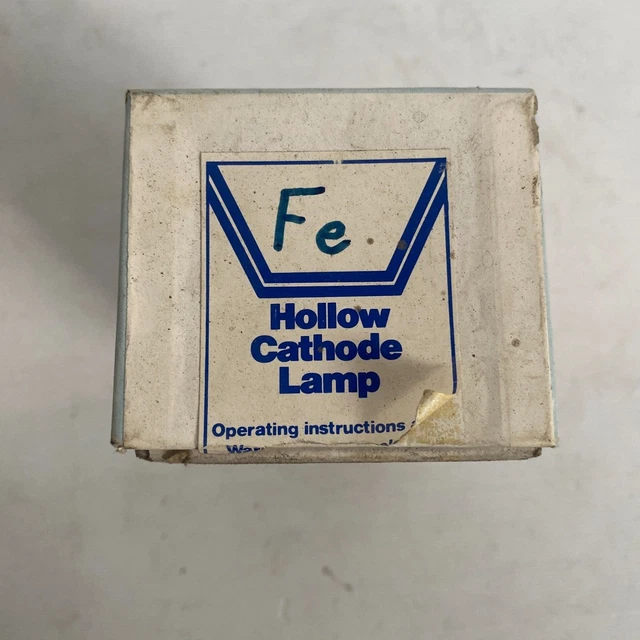 Fe
Hollow
Cathode
Lamp
Operating instructions